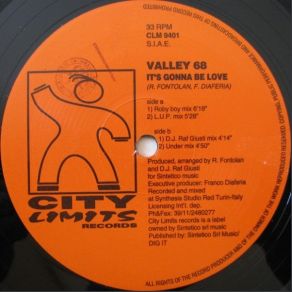 33 RPM
CLM 9401
S.I.A.E.
VALLEY 68
IT'S GONNA BE LOVE
(R. FONTOLAN, F. DIAFERIA)
side a
1) Roby boy mix 6'18"
2) L.U.P. mix 5'28"
side b
1) D.J. Raf Giusti mix 4'14"
2) Under mix 4'50"
Produced, arranged by R. Fontolan
and D.J. Raf Giusti
for Sintetico music
Executive producer: Franco Diaferia
Recorded and mixed
at Synthesis Studio Red Turin-Italy
Licensing Int'l. dep.
Ph&Fax: 39/11/2480277
City Limits records is a label
owned by Sintetico srl music
Published by: Sintetico Srl Music/
DIG IT
CITY
LIMITS
RECORDS
ALL RIGHTS OF THE RECORD PRODUCER AND OF THE OWNER OF THE WORK